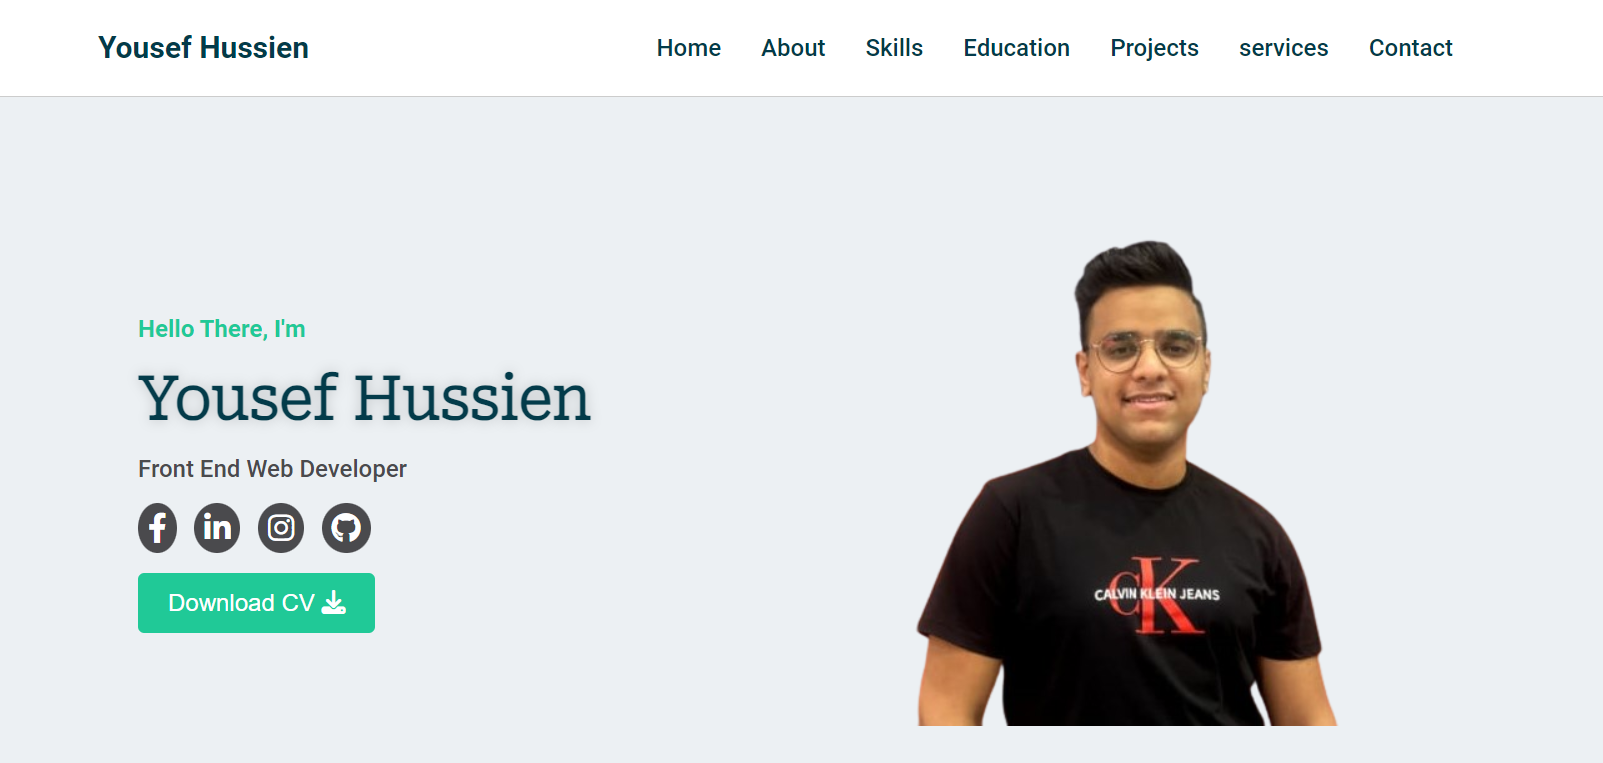 Yousef Hussien
Home About Skills Education Projects services Contact
Hello There, I'm
Yousef Hussien
Front End Web Developer
Download CV
CK
CALVIN KLEIN JEANS